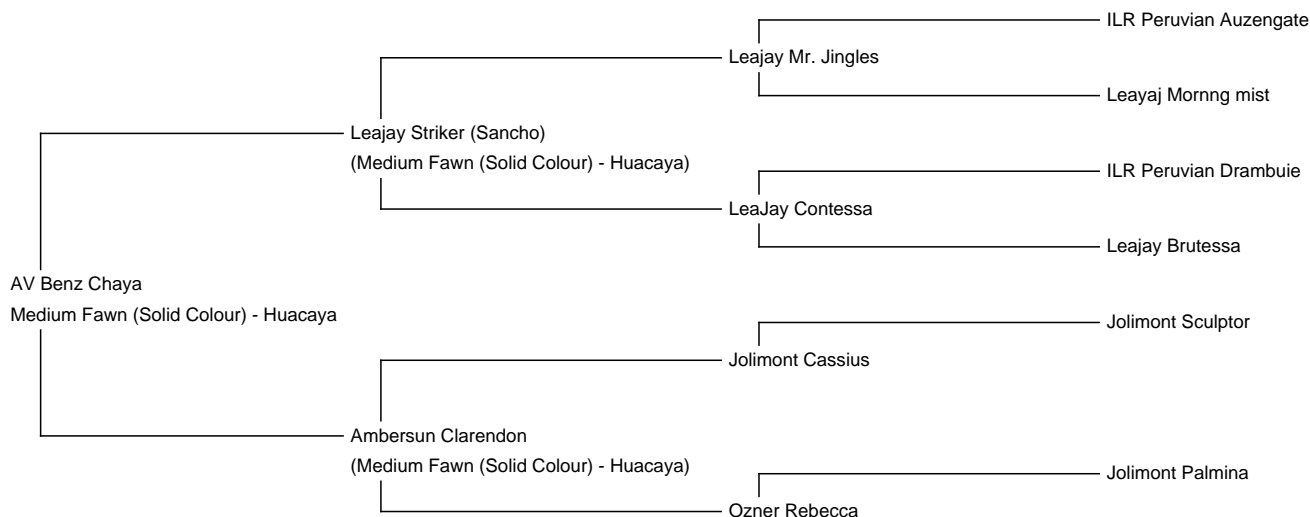 ILR Peruvian Auzengate
Leajay Mr. Jingles
Leayaj Mornng mist
Leajay Striker (Sancho)
(Medium Fawn (Solid Colour) - Huacaya)
ILR Peruvian Drambuie
LeaJay Contessa
Leajay Brutessa
AV Benz Chaya
Medium Fawn (Solid Colour) - Huacaya
Jolimont Sculptor
Jolimont Cassius
Ambersun Clarendon
(Medium Fawn (Solid Colour) - Huacaya)
Jolimont Palmina
Ozner Rebecca